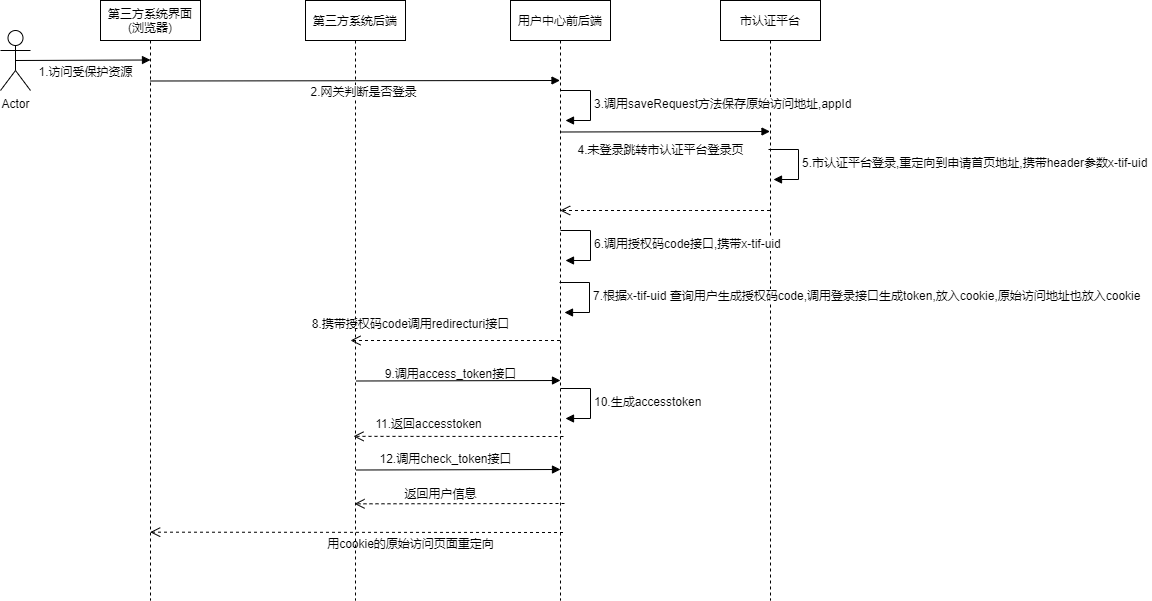 第三方系统界面
(浏览器)
第三方系统后端
用户中心前后端
市认证平台
1.访问受保护资源
Actor
2.网关判断是否登录
3.调用saveRequest方法保存原始访问地址,appId
4.未登录跳转市认证平台登录页
5.市认证平台登录,重定向到申请首页地址,携带header参数x-tif-uid
6.调用授权码code接口,携带x-tif-uid
7.根据x-tif-uid 查询用户生成授权码code,调用登录接口生成token,放入cookie,原始访问地址也放入cookie
8.携带授权码code调用redirecturi接口
9.调用access_token接口
10.生成accesstoken
11.返回accesstoken
12.调用check_token接口
返回用户信息
用cookie的原始访问页面重定向